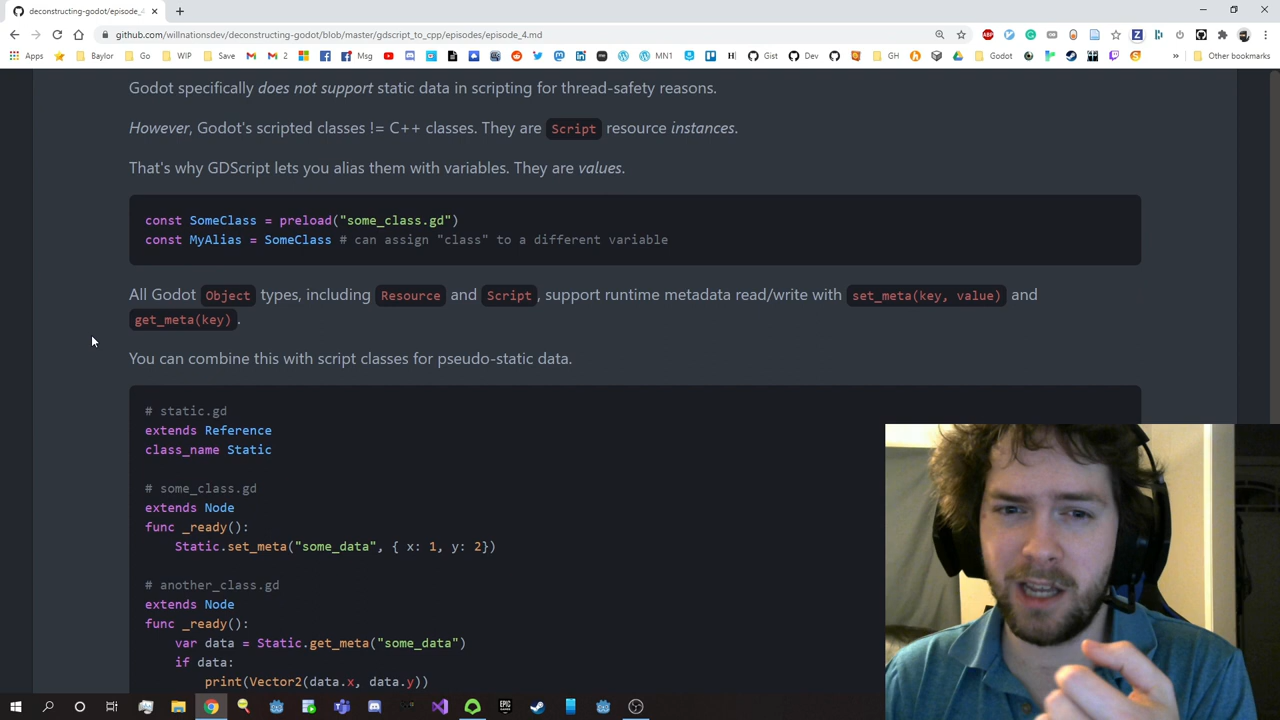 deconstructing-godot/episode_4
github.com/willnationsdev/deconstructing-godot/blob/master/gdscript_to_cpp/episodes/episode_4.md
Apps Baylor Go WIP Save M 2 Msg MN1 Gist Dev GH Godot » Other bookmarks
Godot specifically does not support static data in scripting for thread-safety reasons.
However, Godot's scripted classes != C++ classes. They are Script resource instances.
That's why GDScript lets you alias them with variables. They are values.
const SomeClass = preload("some_class.gd")
const MyAlias = SomeClass # can assign "class" to a different variable
All Godot Object types, including Resource and Script, support runtime metadata read/write with set_meta(key, value) and
get_meta(key).
You can combine this with script classes for pseudo-static data.
# static.gd
extends Reference
class_name Static
# some_class.gd
extends Node
func _ready():
Static.set_meta("some_data", { x: 1, y: 2})
# another_class.gd
extends Node
func _ready():
var data = Static.get_meta("some_data")
if data:
print(Vector2(data.x, data.y))